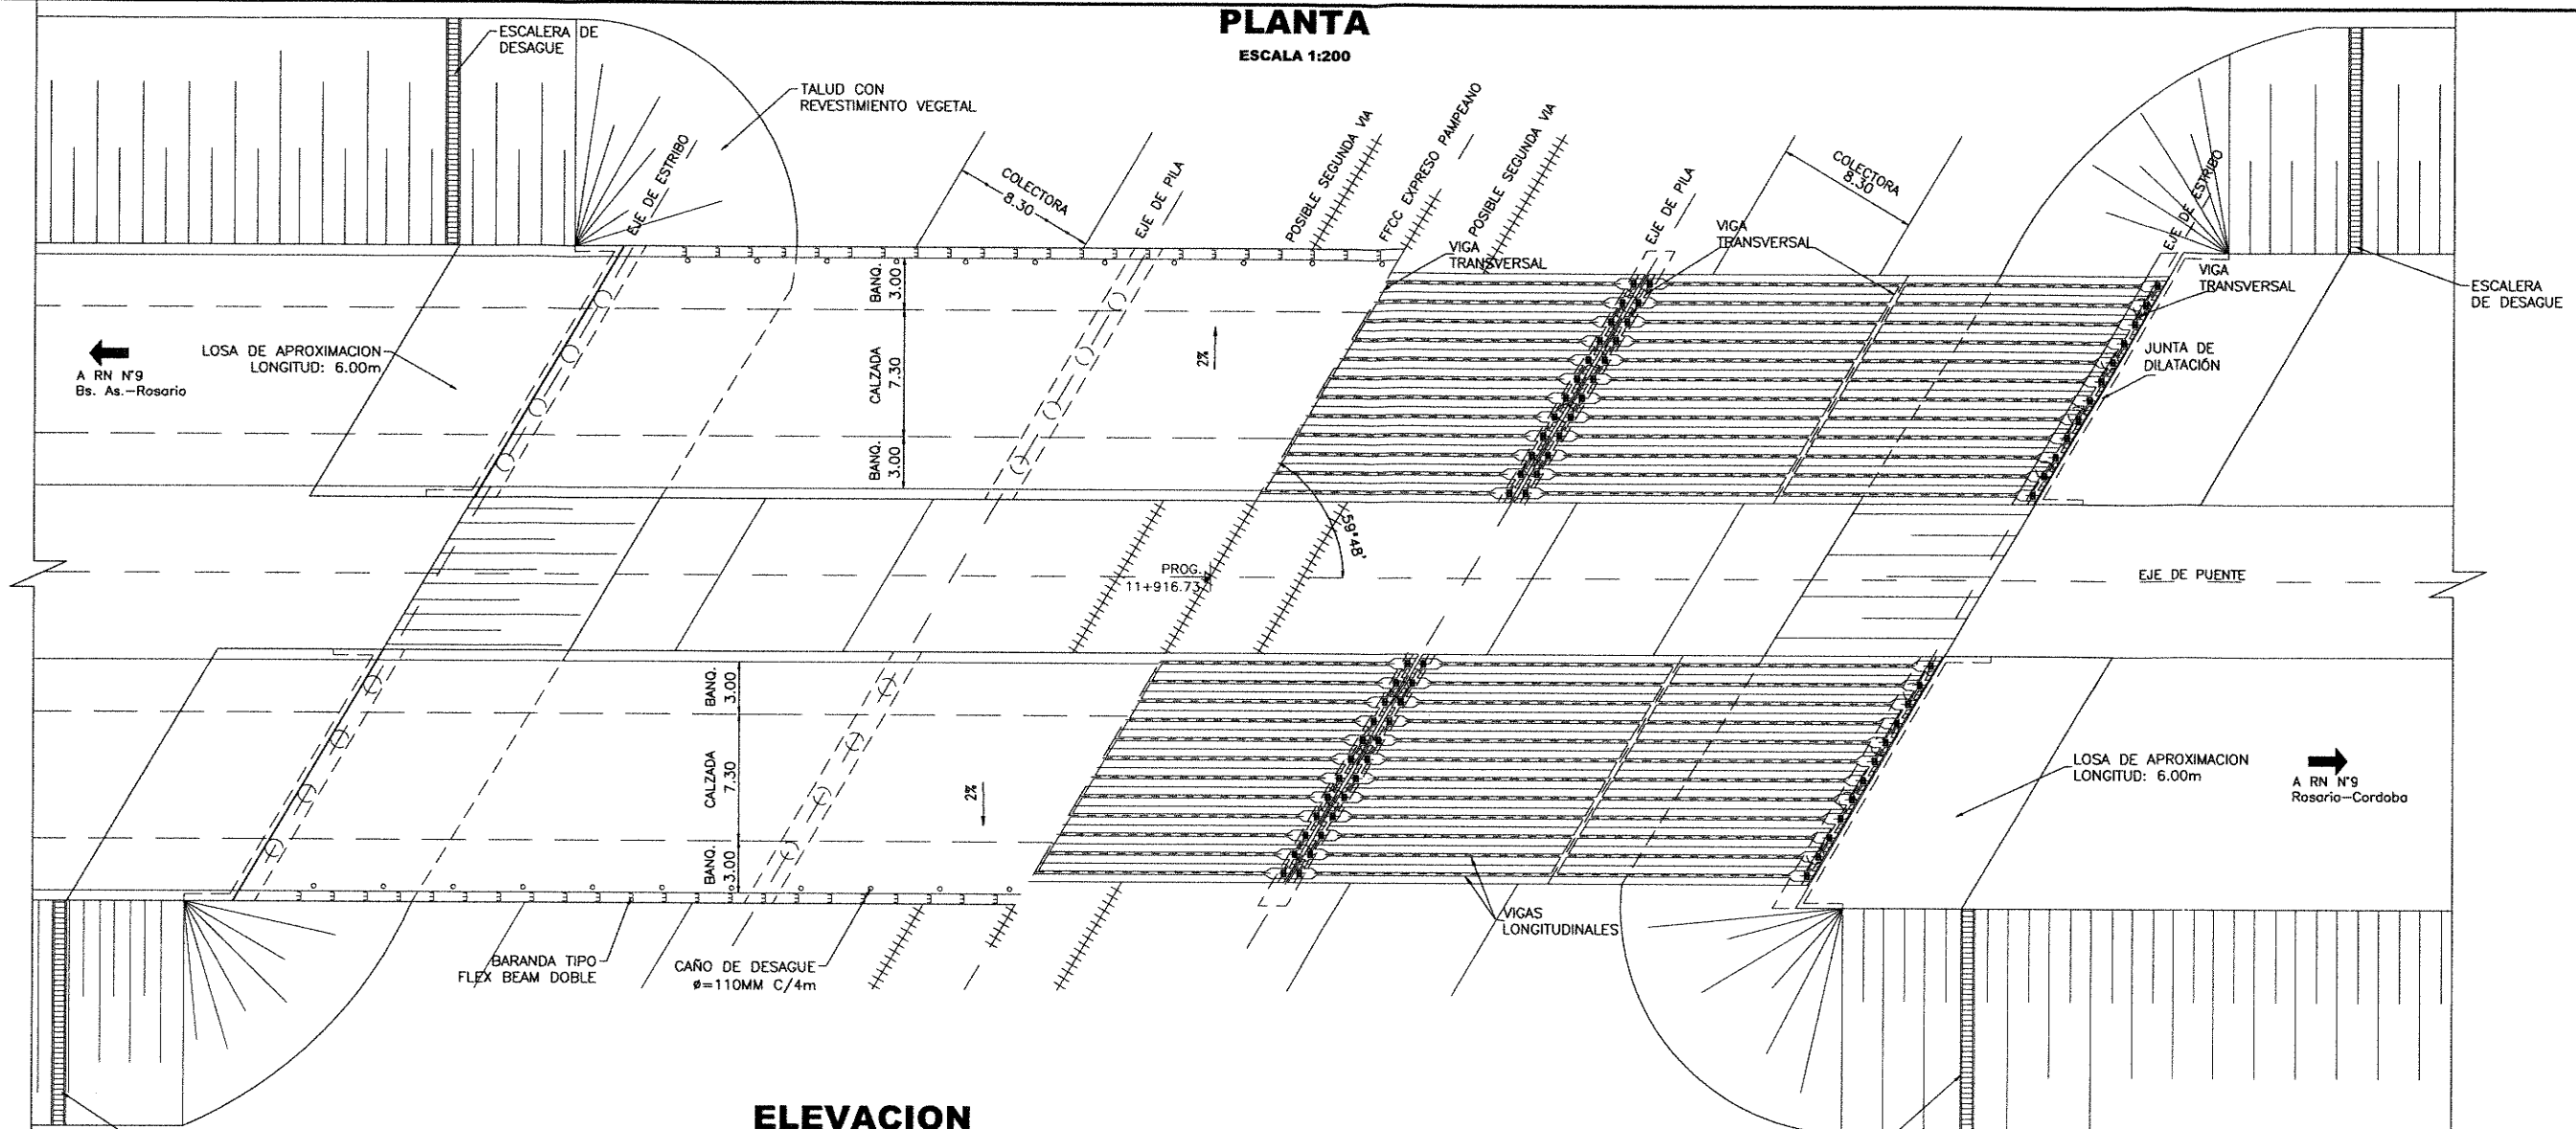 PLANTA
ESCALA 1:200
ESCALERA DE
DESAGUE
TALUD CON
REVESTIMIENTO VEGETAL
EJE DE ESTRIBO
COLECTORA
8.30
EJE DE PILA
POSIBLE SEGUNDA VIA
FFCC EXPRESO PAMPEANO
POSIBLE SEGUNDA VIA
EJE DE PILA
COLECTORA
8.30
EJE DE ESTRIBO
VIGA
TRANSVERSAL
VIGA
TRANSVERSAL
VIGA
TRANSVERSAL
ESCALERA
DE DESAGUE
JUNTA DE
DILATACIÓN
A RN N°9
Bs. As.-Rosario
LOSA DE APROXIMACION
LONGITUD: 6.00m
BANQ.
3.00
CALZADA
7.30
BANQ.
3.00
2%
59°48'
PROG.
11+916.73
EJE DE PUENTE
BANQ.
3.00
CALZADA
7.30
BANQ.
3.00
2%
LOSA DE APROXIMACION
LONGITUD: 6.00m
A RN N°9
Rosario-Cordoba
VIGAS
LONGITUDINALES
BARANDA TIPO
FLEX BEAM DOBLE
CAÑO DE DESAGUE
ø=110MM C/4m
ELEVACION